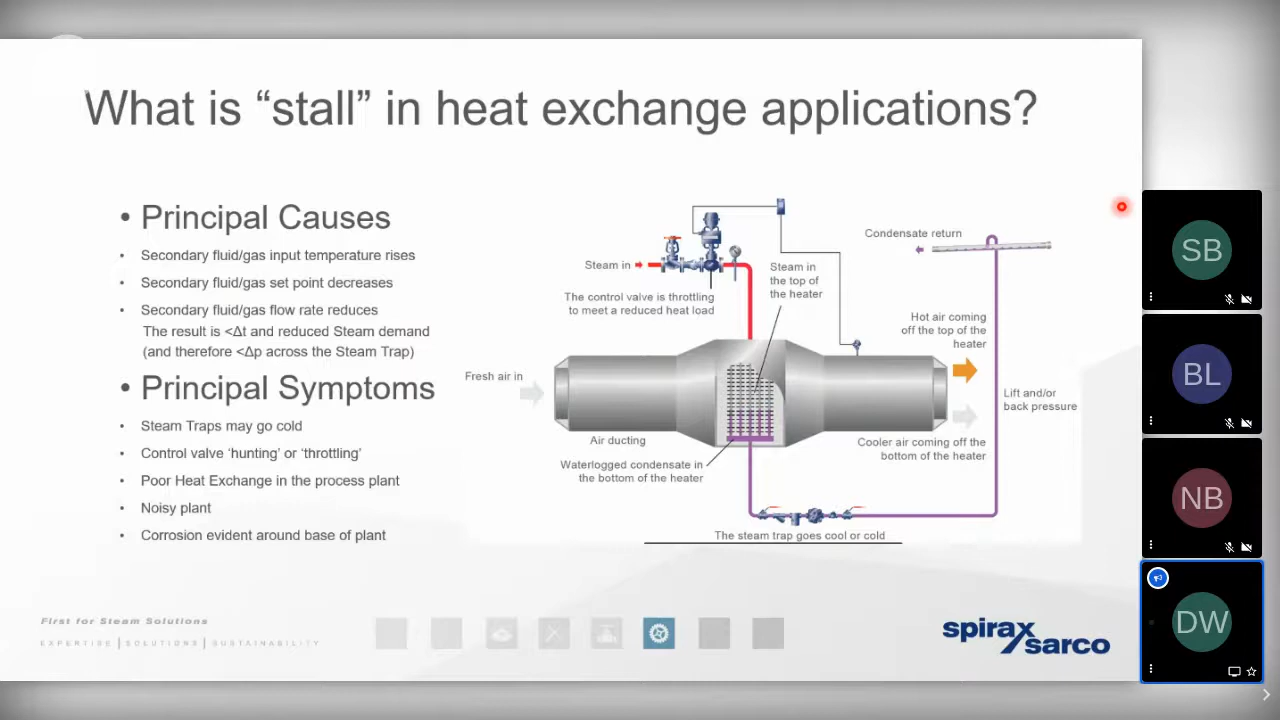 What is “stall” in heat exchange applications?
• Principal Causes
• Secondary fluid/gas input temperature rises
• Secondary fluid/gas set point decreases
• Secondary fluid/gas flow rate reduces
The result is <Δt and reduced Steam demand
(and therefore <Δp across the Steam Trap)
• Principal Symptoms
• Steam Traps may go cold
• Control valve ‘hunting’ or ‘throttling’
• Poor Heat Exchange in the process plant
• Noisy plant
• Corrosion evident around base of plant
Steam in
The control valve is throttling
to meet a reduced heat load
Steam in
the top of
the heater
Condensate return
Hot air coming
off the top of the
heater
Fresh air in
Lift and/or
back pressure
Air ducting
Cooler air coming off the
bottom of the heater
Waterlogged condensate in
the bottom of the heater
The steam trap goes cool or cold
First for Steam Solutions
EXPERTISE | SOLUTIONS | SUSTAINABILITY
spirax
sarco
SB
BL
NB
DW